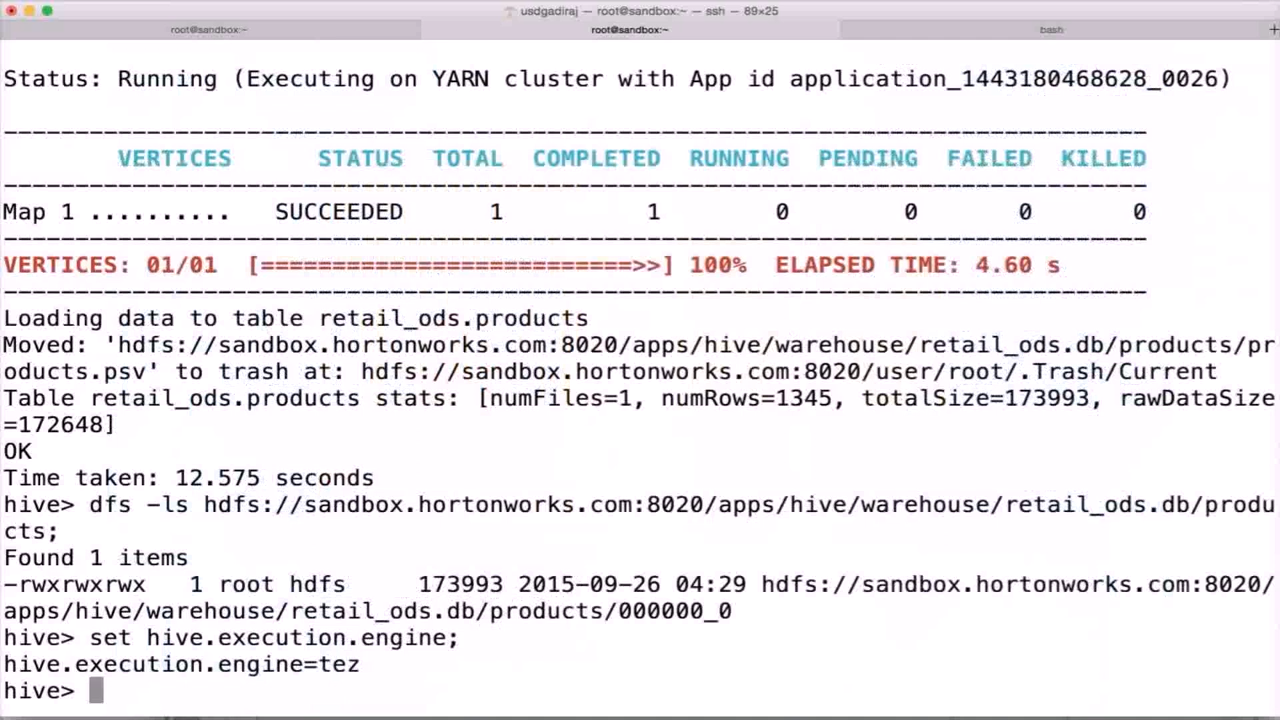 usdgadiraj — root@sandbox:~ — ssh — 89×25
root@sandbox:~ root@sandbox:~ bash +
Status: Running (Executing on YARN cluster with App id application_1443180468628_0026)
--------------------------------------------------------------------------------
VERTICES STATUS TOTAL COMPLETED RUNNING PENDING FAILED KILLED
--------------------------------------------------------------------------------
Map 1 .......... SUCCEEDED 1 1 0 0 0 0
--------------------------------------------------------------------------------
VERTICES: 01/01 [==========================>>] 100% ELAPSED TIME: 4.60 s
--------------------------------------------------------------------------------
Loading data to table retail_ods.products
Moved: 'hdfs://sandbox.hortonworks.com:8020/apps/hive/warehouse/retail_ods.db/products/pr
oducts.psv' to trash at: hdfs://sandbox.hortonworks.com:8020/user/root/.Trash/Current
Table retail_ods.products stats: [numFiles=1, numRows=1345, totalSize=173993, rawDataSize
=172648]
OK
Time taken: 12.575 seconds
hive> dfs -ls hdfs://sandbox.hortonworks.com:8020/apps/hive/warehouse/retail_ods.db/produ
cts;
Found 1 items
-rwxrwxrwx 1 root hdfs 173993 2015-09-26 04:29 hdfs://sandbox.hortonworks.com:8020/
apps/hive/warehouse/retail_ods.db/products/000000_0
hive> set hive.execution.engine;
hive.execution.engine=tez
hive>